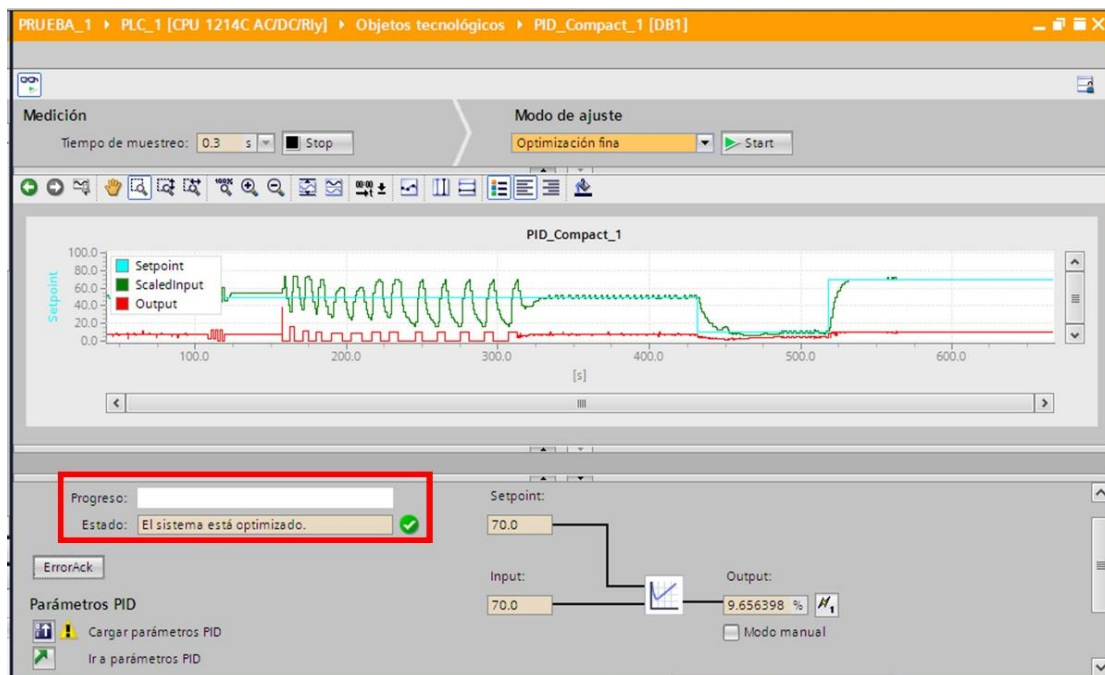 PRUEBA_1 ▸ PLC_1 [CPU 1214C AC/DC/Rly] ▸ Objetos tecnológicos ▸ PID_Compact_1 [DB1]
Medición
Modo de ajuste
Tiempo de muestreo: 0.3 s Stop
Optimización fina Start
PID_Compact_1
Setpoint
100.0
80.0
60.0
40.0
20.0
0.0
Setpoint
ScaledInput
Output
100.0 200.0 300.0 400.0 500.0 600.0
[s]
Progreso:
Estado: El sistema está optimizado.
ErrorAck
Parámetros PID
Cargar parámetros PID
Ir a parámetros PID
Setpoint:
70.0
Input:
70.0
Output:
9.656398 %
Modo manual